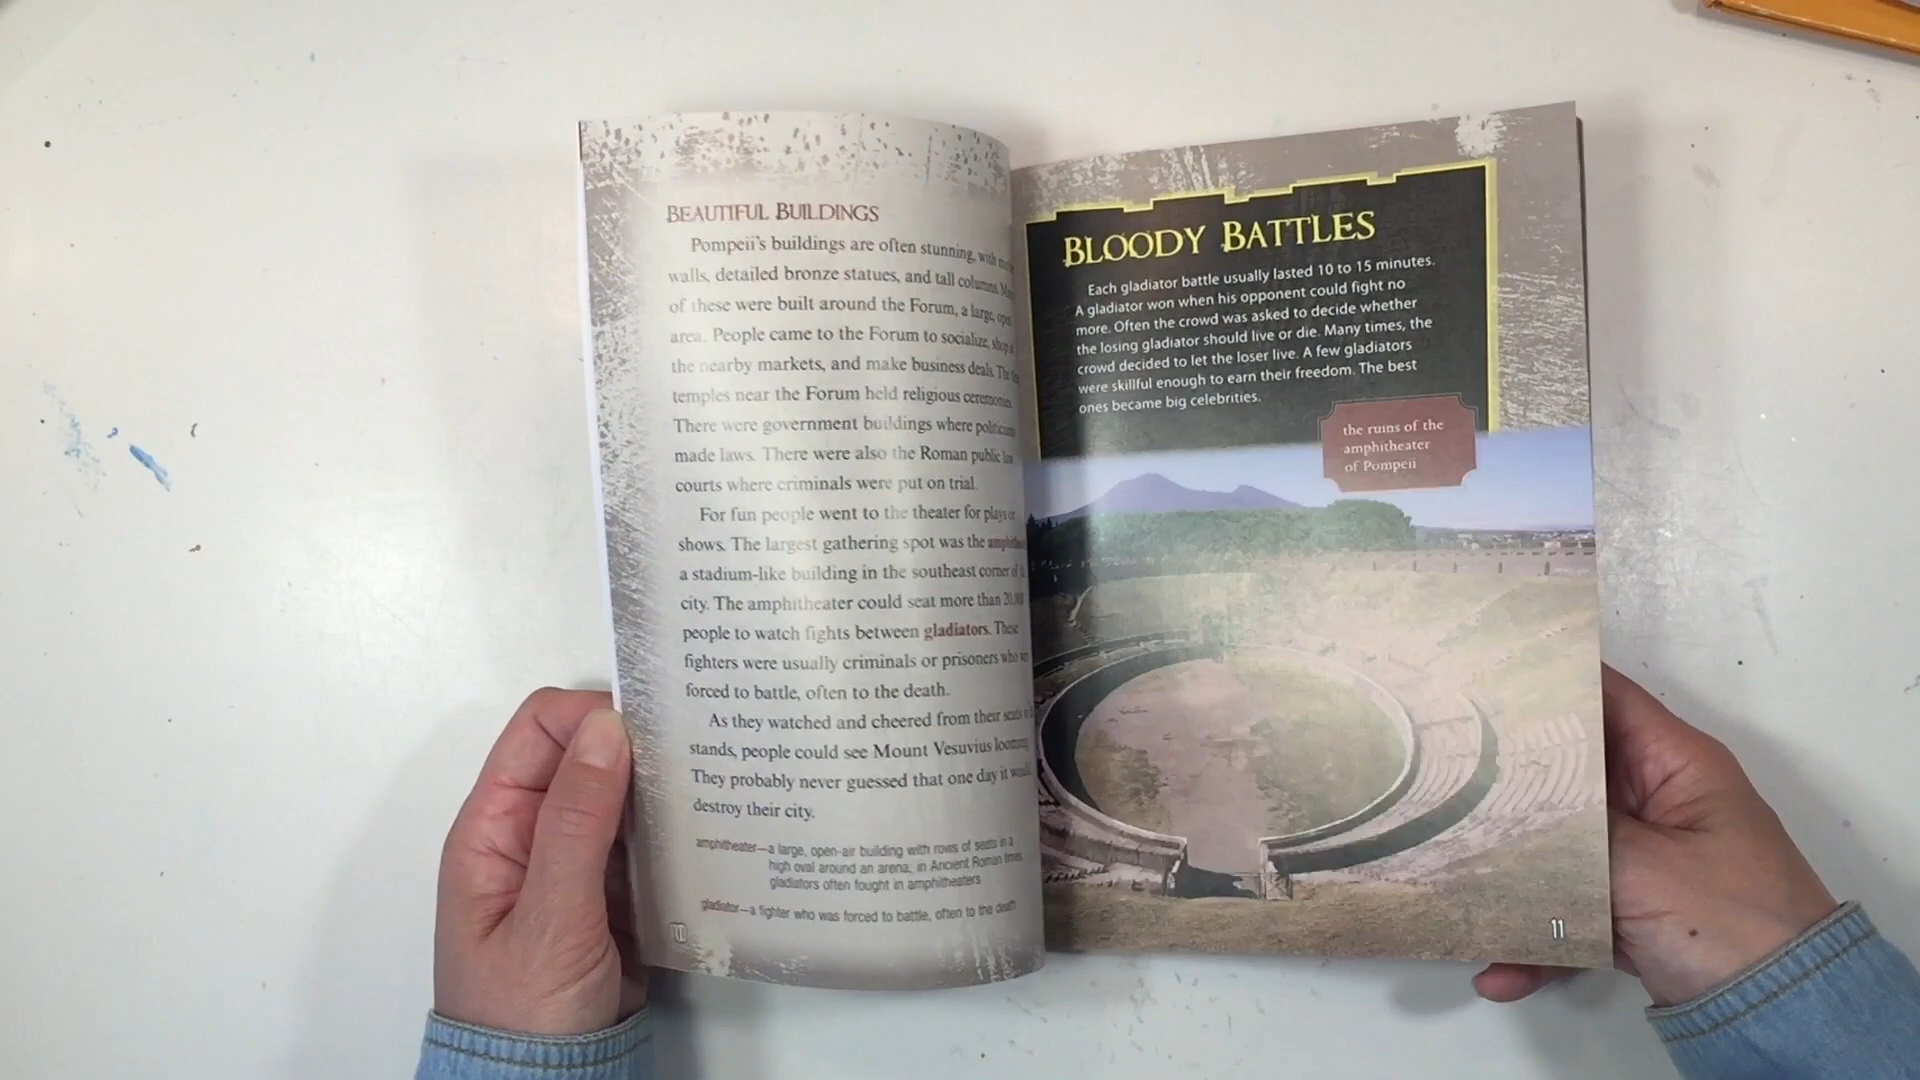 BEAUTIFUL BUILDINGS
Pompeii's buildings are often stunning, with
walls, detailed bronze statues, and tall columns.
of these were built around the Forum, a large, open
area. People came to the Forum to socialize, shop
the nearby markets, and make business deals. The
temples near the Forum held religious ceremonies.
There were government buildings where politicians
made laws. There were also the Roman public law
courts where criminals were put on trial.
For fun people went to the theater for plays or
shows. The largest gathering spot was the
a stadium-like building in the southeast corner of
city. The amphitheater could seat more than 20,000
people to watch fights between gladiators. These
fighters were usually criminals or prisoners who
forced to battle, often to the death.
As they watched and cheered from their seats
stands, people could see Mount Vesuvius looming.
They probably never guessed that one day it would
destroy their city.
amphitheater—a large, open-air building with rows of seats in a
high oval around an arena; in Ancient Roman times,
gladiators often fought in amphitheaters
gladiator—a fighter who was forced to battle, often to the death
BLOODY BATTLES
Each gladiator battle usually lasted 10 to 15 minutes.
A gladiator won when his opponent could fight no
more. Often the crowd was asked to decide whether
the losing gladiator should live or die. Many times, the
crowd decided to let the loser live. A few gladiators
were skillful enough to earn their freedom. The best
ones became big celebrities.
the ruins of the
amphitheater
of Pompeii
11